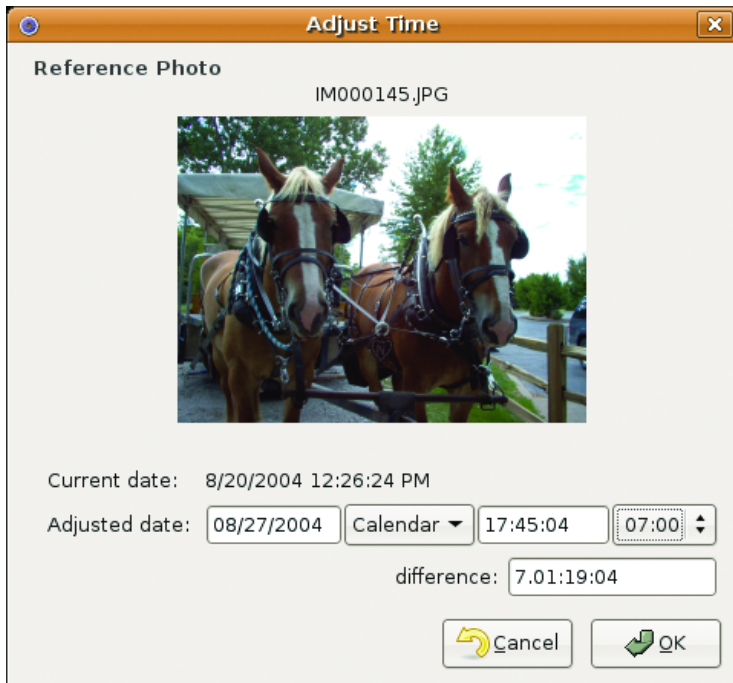 Adjust Time
Reference Photo
IM000145.JPG
Current date: 8/20/2004 12:26:24 PM
Adjusted date: 08/27/2004 Calendar 17:45:04 07:00
difference: 7.01:19:04
Cancel OK